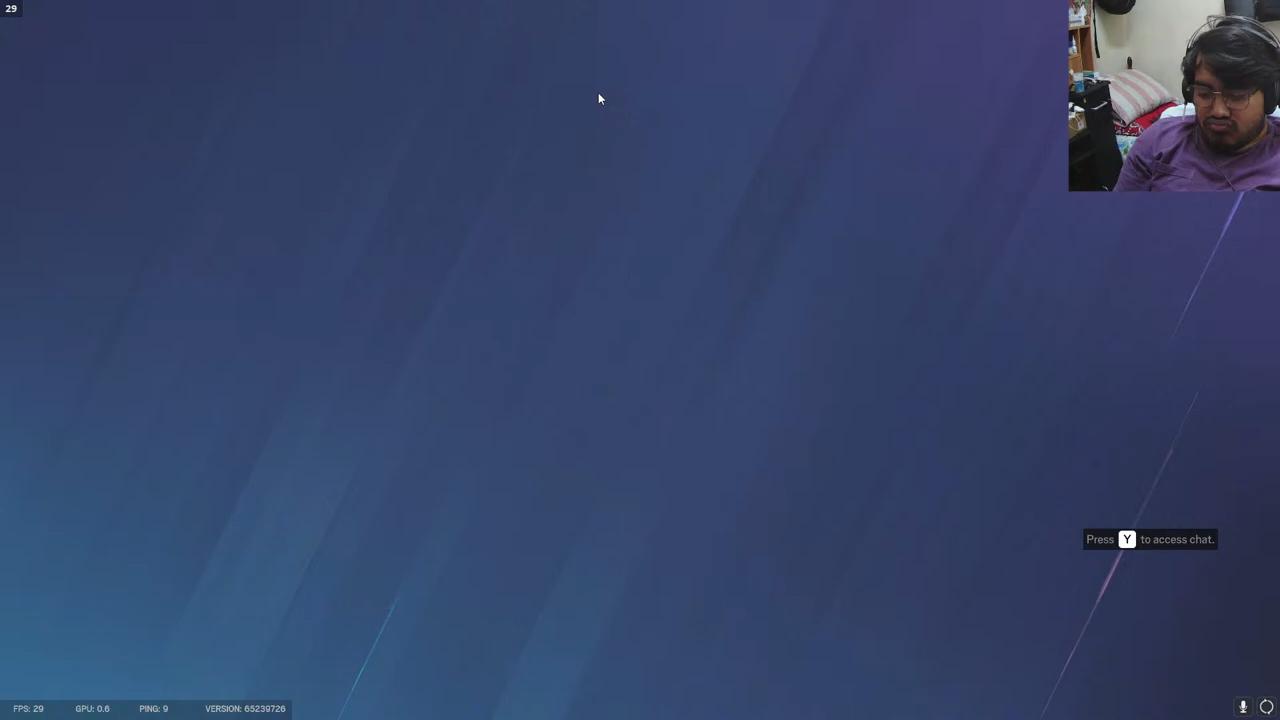 29
Press Y to access chat.
FPS: 29 GPU: 0.6 PING: 9 VERSION: 65239726